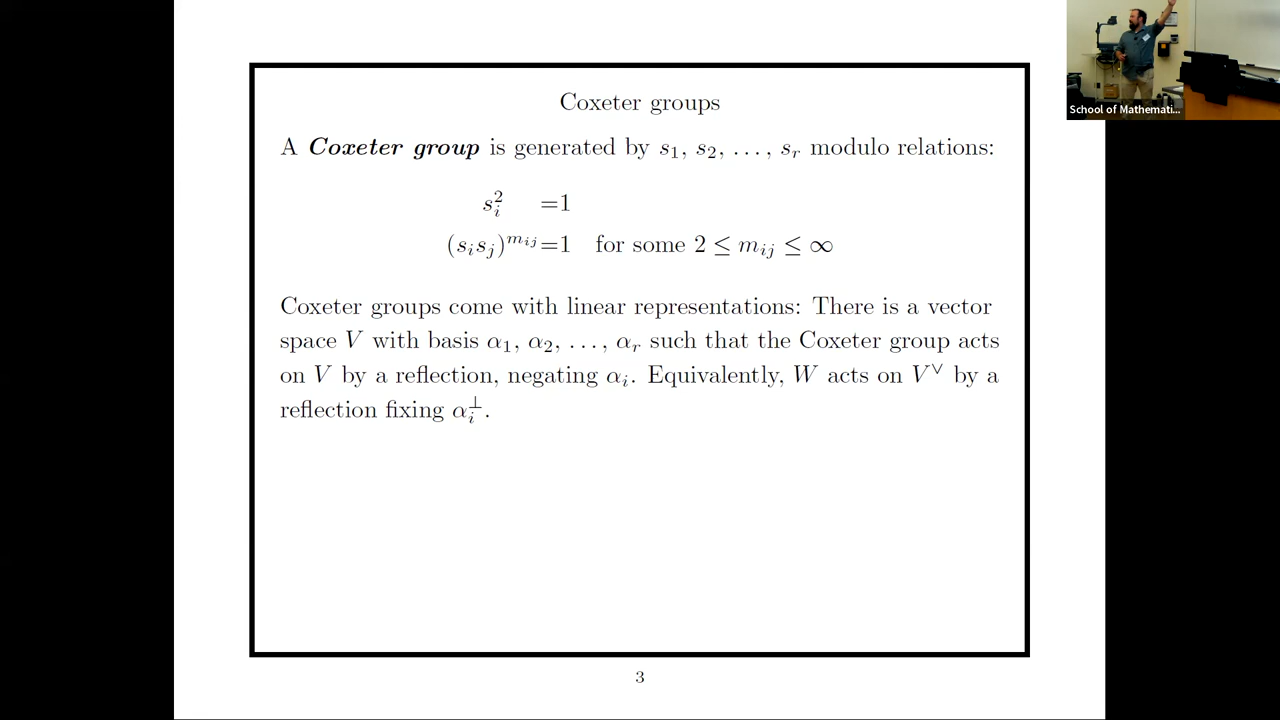 School of Mathemati...
Coxeter groups
A Coxeter group is generated by s₁, s₂, ..., sᵣ modulo relations:
sᵢ² =1
(sᵢsⱼ)^{mᵢⱼ}=1 for some 2 ≤ mᵢⱼ ≤ ∞
Coxeter groups come with linear representations: There is a vector
space V with basis α₁, α₂, ..., αᵣ such that the Coxeter group acts
on V by a reflection, negating αᵢ. Equivalently, W acts on V^∨ by a
reflection fixing αᵢ^⊥.
3